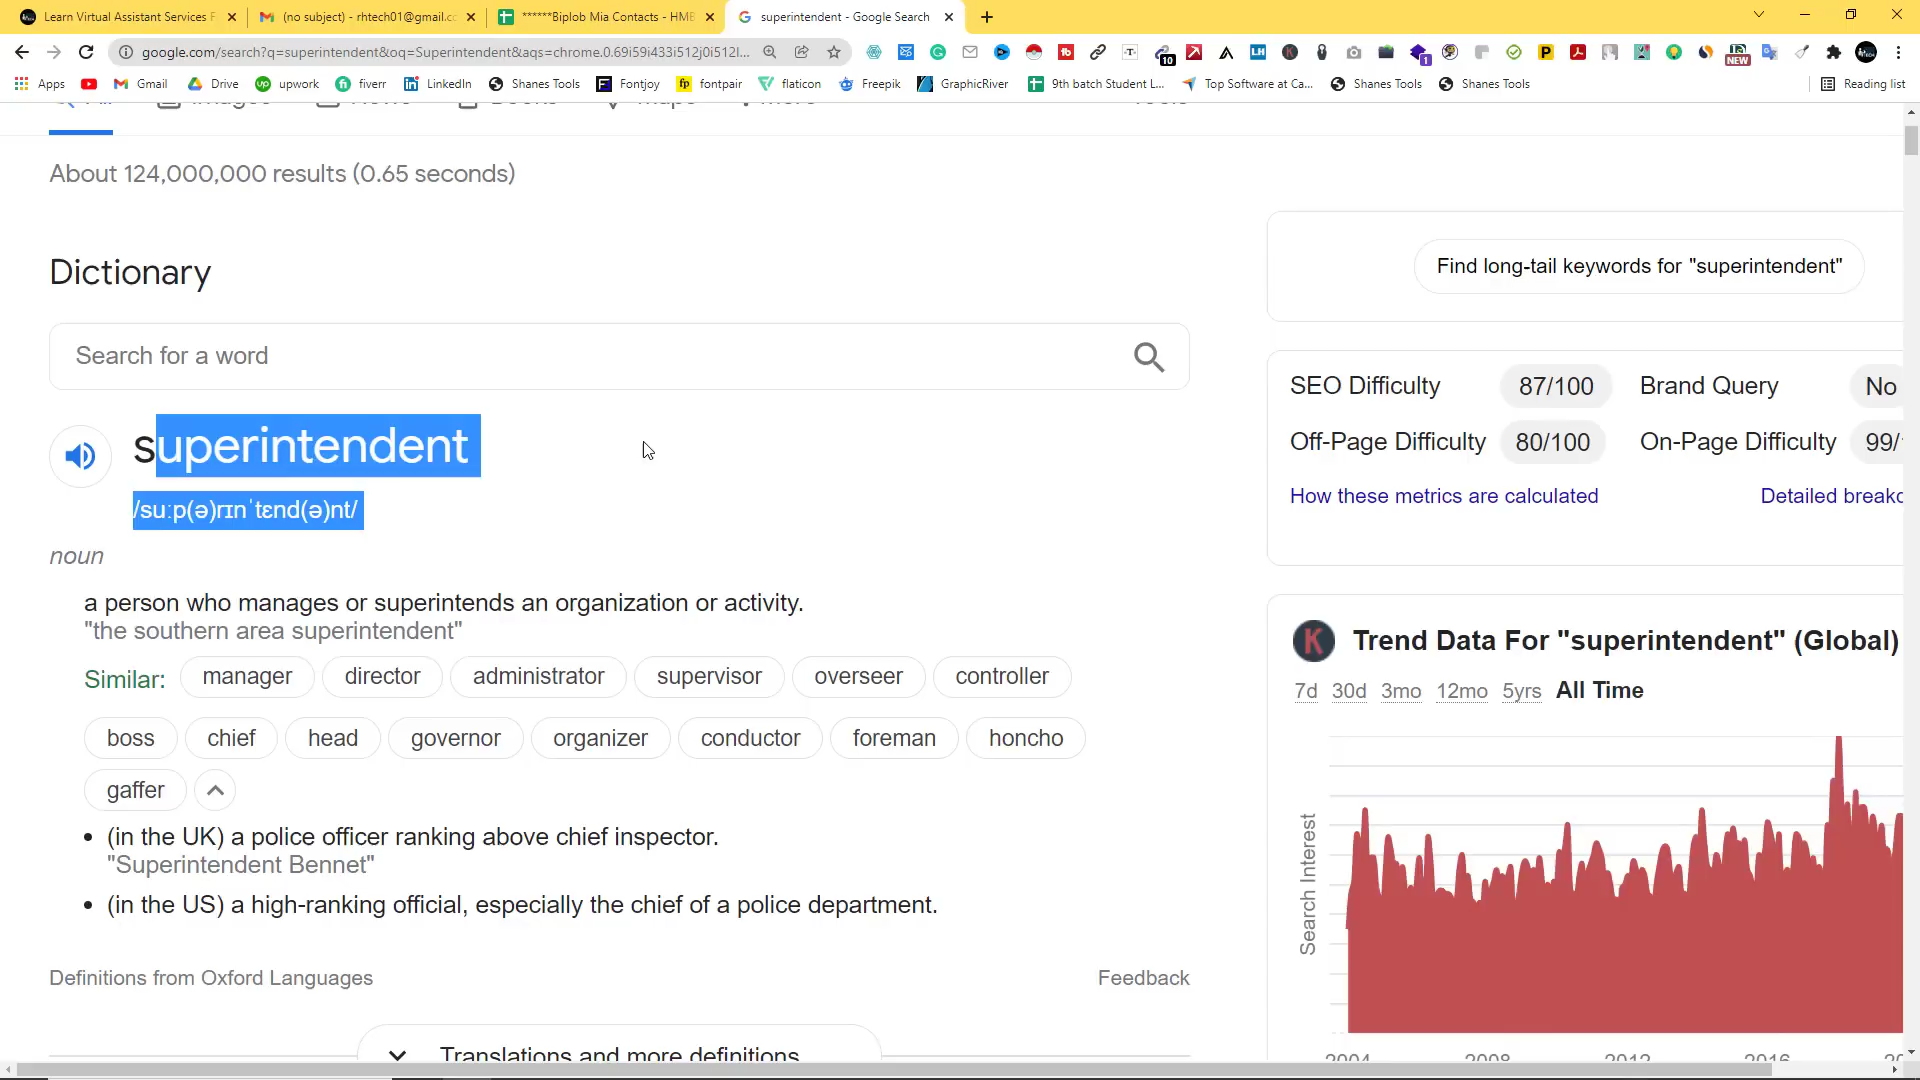 Learn Virtual Assistant Services F
(no subject) - rhtech01@gmail.cc
******Biplob Mia Contacts - HME
superintendent - Google Search
google.com/search?q=superintendent&oq=Superintendent&aqs=chrome.0.69i59i433i512j0i512l...
10
1
NEW
Apps
Gmail
Drive
upwork
fiverr
LinkedIn
Shanes Tools
Fontjoy
fontpair
flaticon
Freepik
GraphicRiver
9th batch Student L...
Top Software at Ca...
Shanes Tools
Shanes Tools
Reading list
About 124,000,000 results (0.65 seconds)
Dictionary
Search for a word
superintendent
/suːp(ə)rɪnˈtɛnd(ə)nt/
noun
a person who manages or superintends an organization or activity.
"the southern area superintendent"
Similar: manager director administrator supervisor overseer controller
boss chief head governor organizer conductor foreman honcho
gaffer
• (in the UK) a police officer ranking above chief inspector.
"Superintendent Bennet"
• (in the US) a high-ranking official, especially the chief of a police department.
Definitions from Oxford Languages
Feedback
Translations and more definitions
Find long-tail keywords for "superintendent"
SEO Difficulty 87/100 Brand Query No
Off-Page Difficulty 80/100 On-Page Difficulty 99/
How these metrics are calculated
Detailed breakd
K
Trend Data For "superintendent" (Global)
7d 30d 3mo 12mo 5yrs All Time
Search Interest
2004 2008 2012 2016